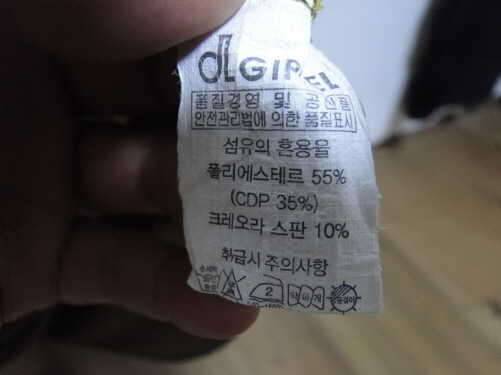 품질경영 및 공산품
안전관리법에 의한 품질표시
섬유의 혼용율
폴리에스테르 55%
(CDP 35%)
크레오라 스판 10%
취급시 주의사항
2